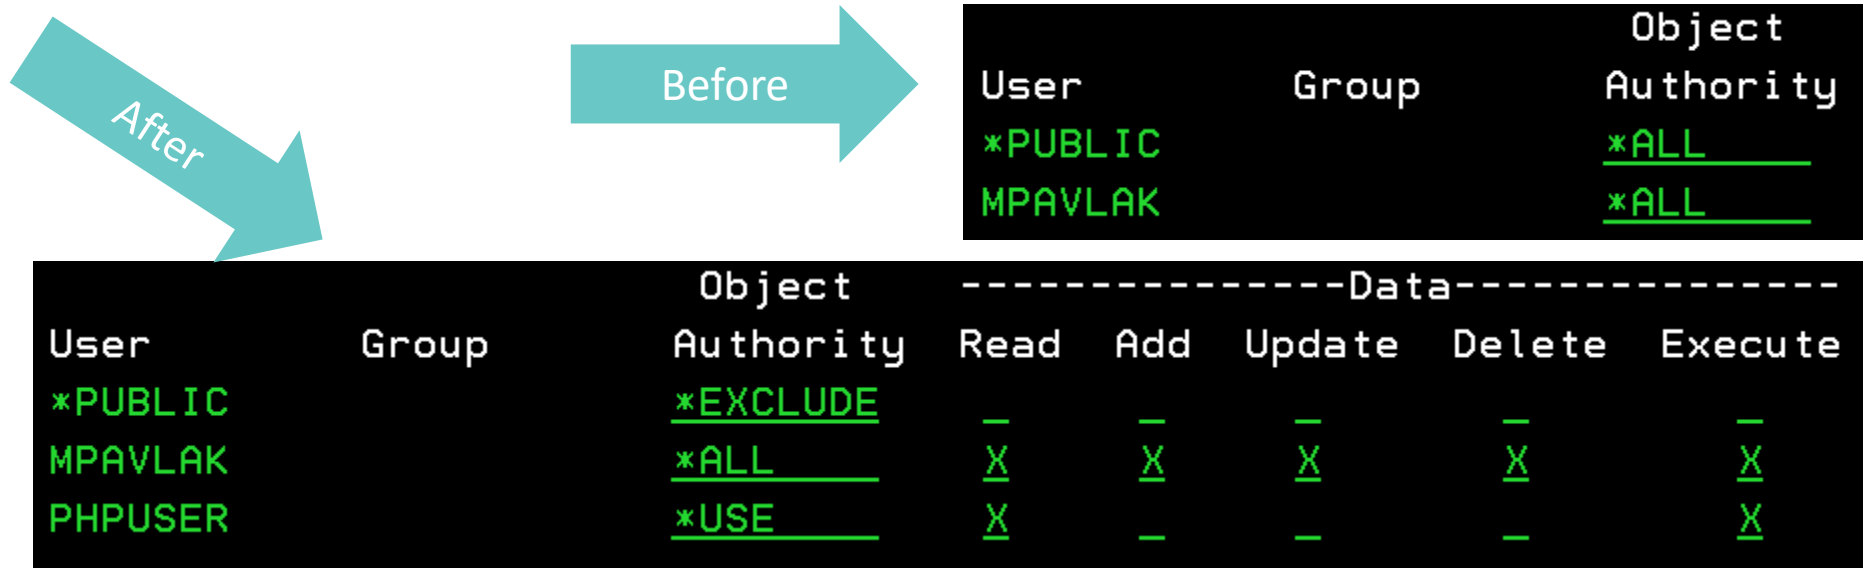 Before
Object
User Group Authority
*PUBLIC *ALL
MPAVLAK *ALL
After
Object ---------------Data---------------
User Group Authority Read Add Update Delete Execute
*PUBLIC *EXCLUDE _ _ _ _ _
MPAVLAK *ALL X X X X X
PHPUSER *USE X _ _ _ X